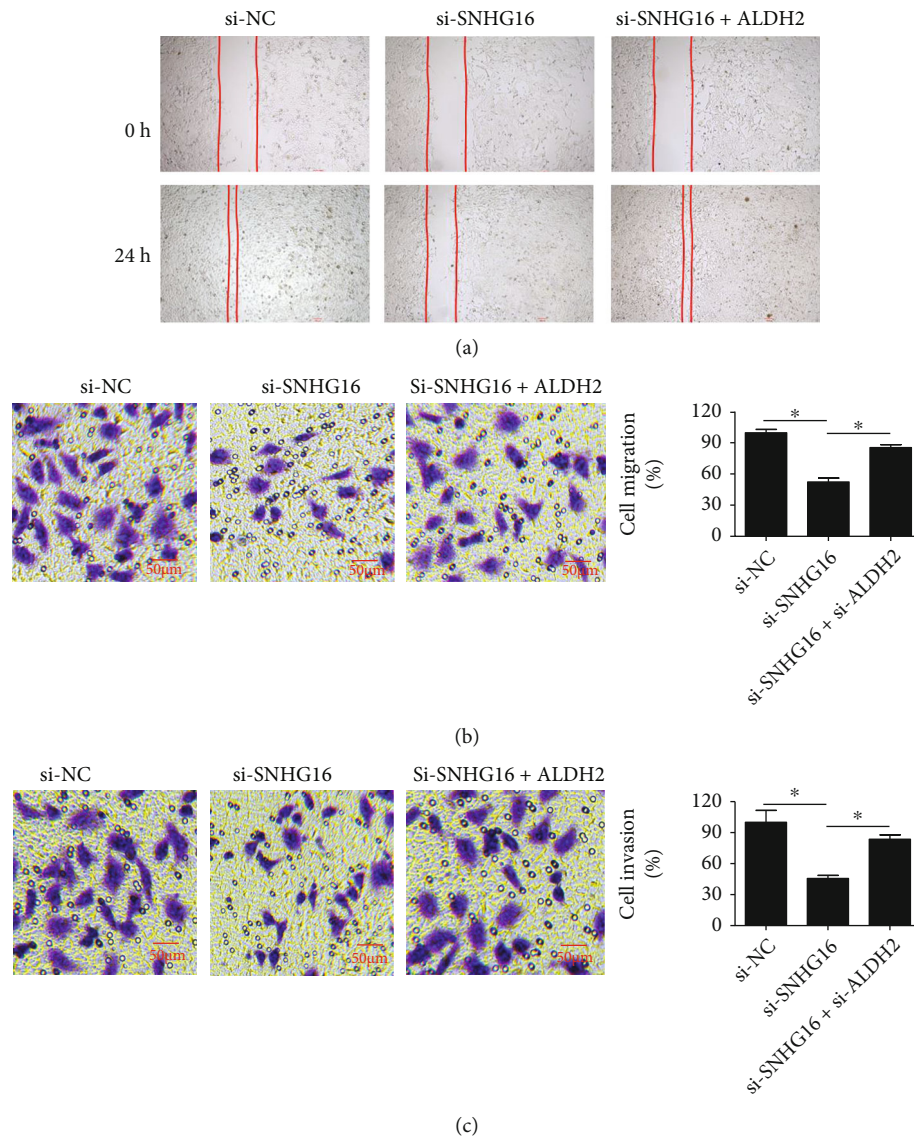 si-NC
si-SNHG16
si-SNHG16 + ALDH2
0 h
24 h
(a)
si-NC
si-SNHG16
Si-SNHG16 + ALDH2
50μm
50μm
50μm
Cell migration
(%)
120
90
60
30
0
*
*
si-NC
si-SNHG16
si-SNHG16 + si-ALDH2
(b)
si-NC
si-SNHG16
Si-SNHG16 + ALDH2
50μm
50μm
50μm
Cell invasion
(%)
120
90
60
30
0
*
*
si-NC
si-SNHG16
si-SNHG16 + si-ALDH2
(c)